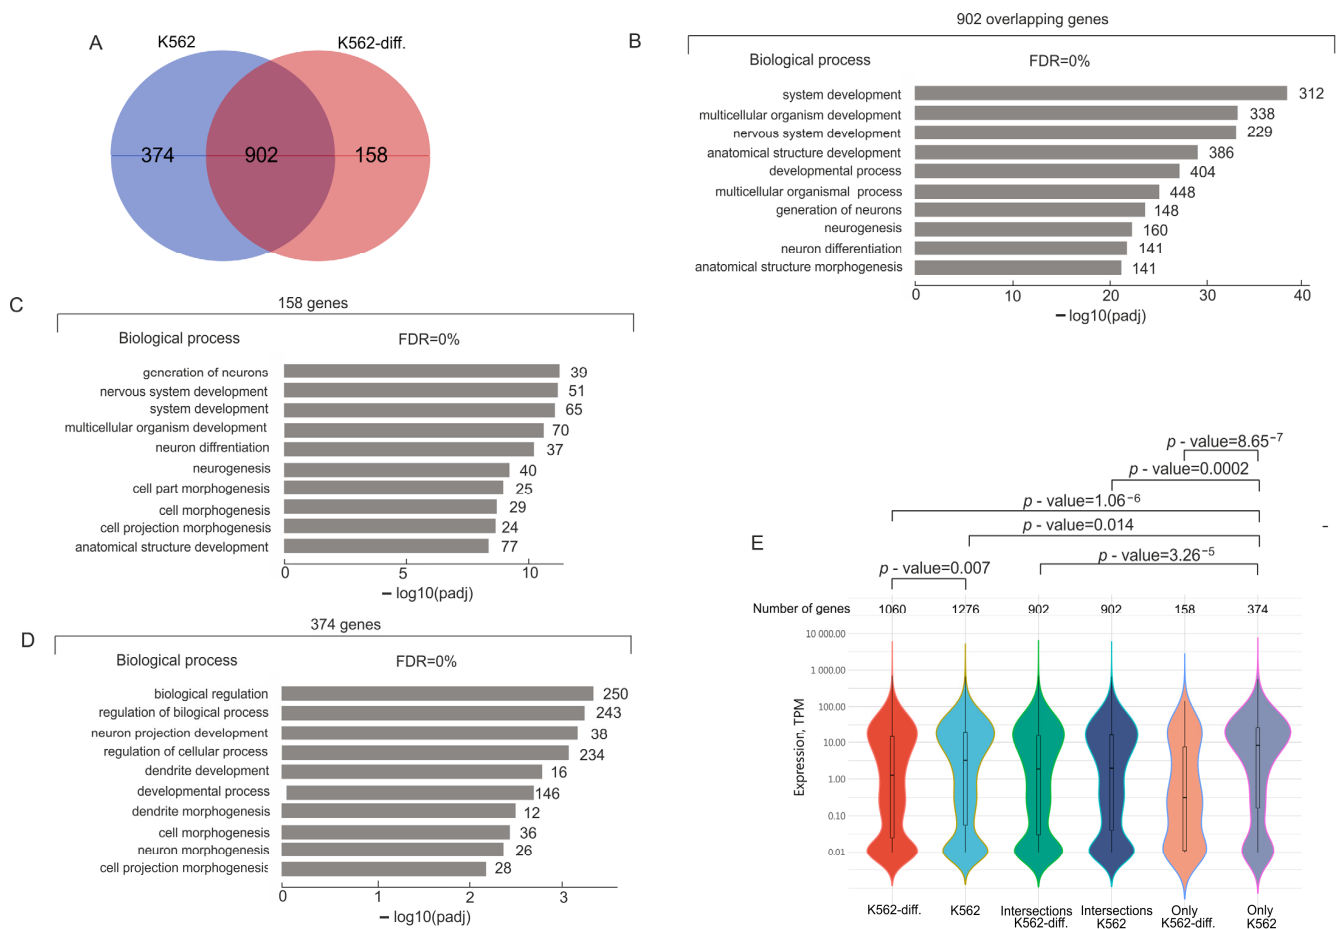 A
K562
K562-diff.
374
902
158
B
902 overlapping genes
Biological process
FDR=0%
system development
312
multicellular organism development
338
nervous system development
229
anatomical structure development
386
developmental process
404
multicellular organismal process
448
generation of neurons
148
neurogenesis
160
neuron differentiation
141
anatomical structure morphogenesis
141
0 10 20 30 40
– log10(padj)
C
158 genes
Biological process
FDR=0%
generation of neurons
39
nervous system development
51
system development
65
multicellular organism development
70
neuron diffrentiation
37
neurogenesis
40
cell part morphogenesis
25
cell morphogenesis
29
cell projection morphogenesis
24
anatomical structure development
77
0 5 10
– log10(padj)
D
374 genes
Biological process
FDR=0%
biological regulation
250
regulation of bilogical process
243
neuron projection development
38
regulation of cellular process
234
dendrite development
16
developmental process
146
dendrite morphogenesis
12
cell morphogenesis
36
neuron morphogenesis
26
cell projection morphogenesis
28
0 1 2 3
– log10(padj)
E
p - value=8.65⁻⁷
p - value=0.0002
p - value=1.06⁻⁶
p - value=0.014
p - value=3.26⁻⁵
p - value=0.007
Number of genes
1060 1276 902 902 158 374
Expression, TPM
10 000.00
1 000.00
100.00
10.00
1.00
0.10
0.01
K562-diff.
K562
Intersections
K562-diff.
Intersections
K562
Only
K562-diff.
Only
K562